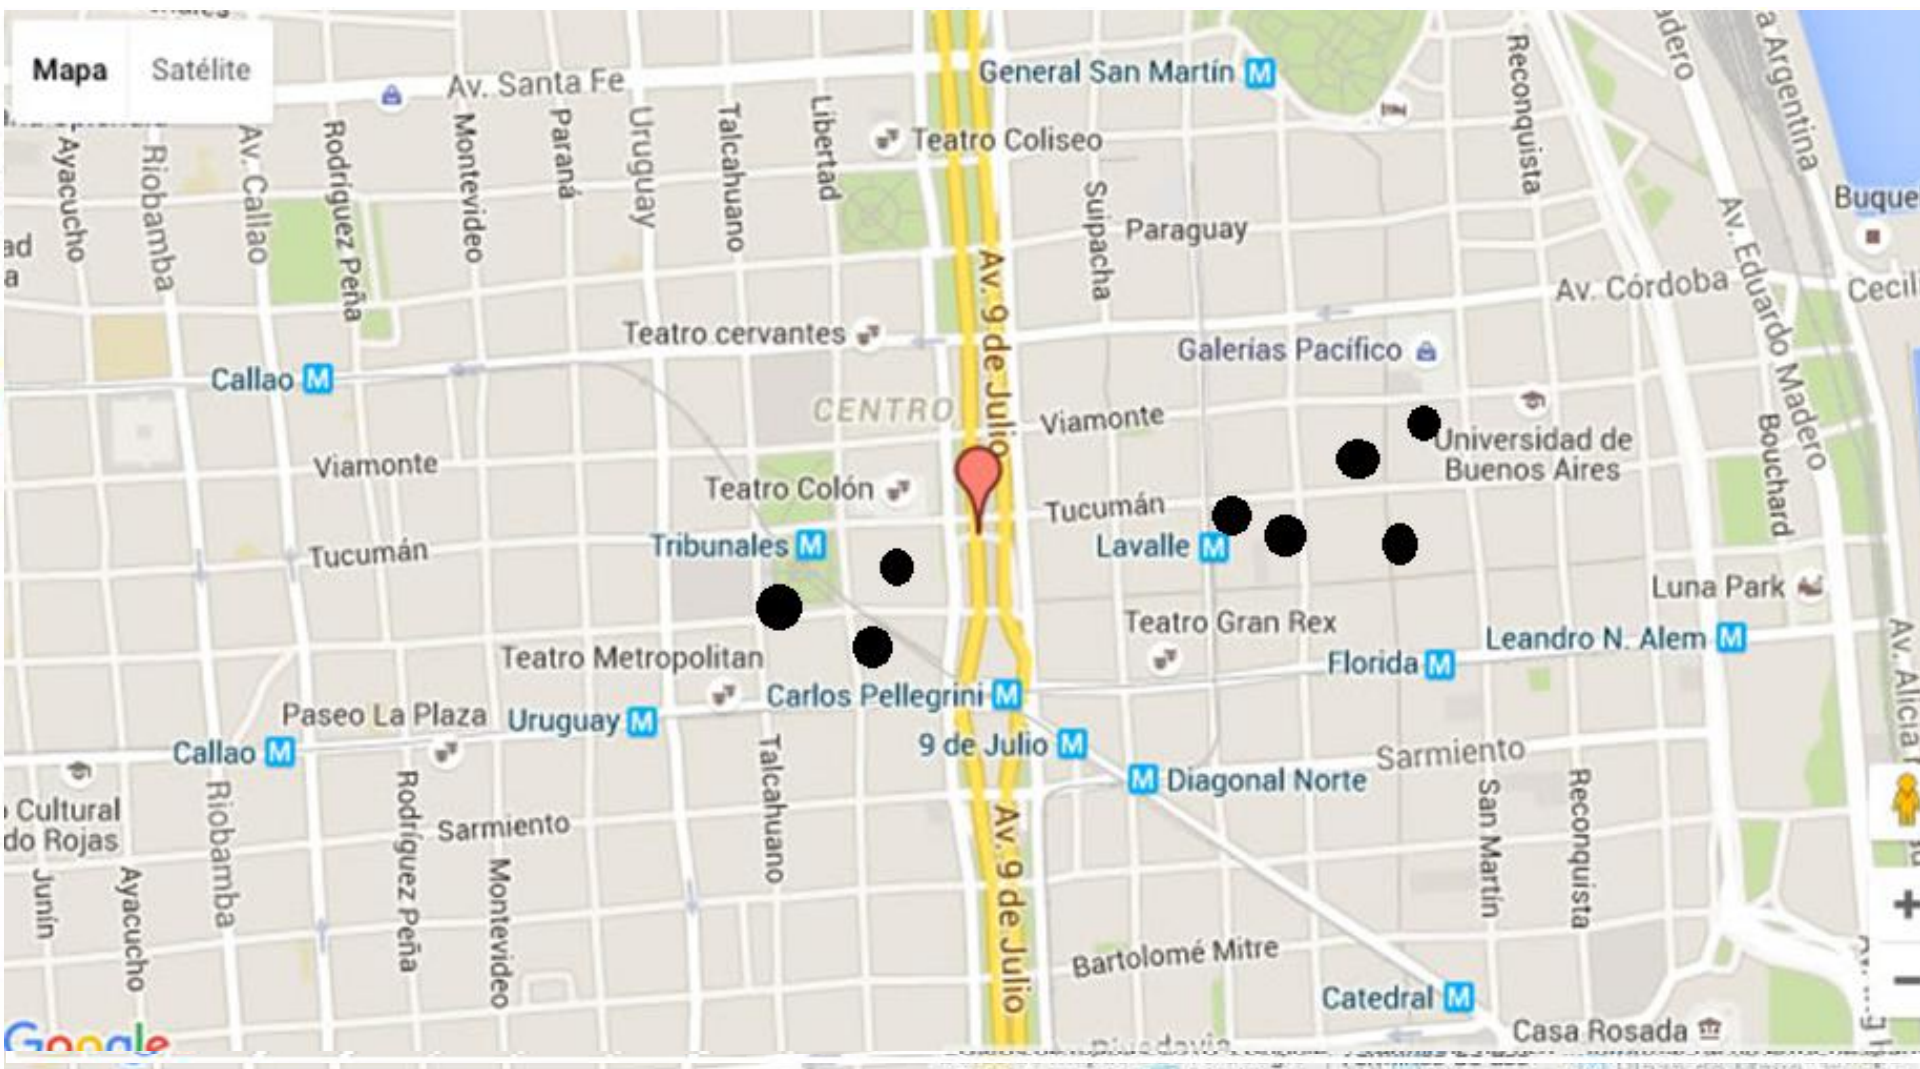 Mapa
Satélite
Av. Santa Fe
General San Martín
Teatro Coliseo
Ayacucho
Riobamba
Av. Callao
Rodríguez Peña
Montevideo
Paraná
Uruguay
Talcahuano
Libertad
Suipacha
Reconquista
Argentina
Buque
Paraguay
Av. 9 de Julio
Av. Córdoba
Av. Eduardo Madero
Cecil
Teatro cervantes
Galerías Pacífico
Callao
CENTRO
Viamonte
Universidad de
Buenos Aires
Bouchard
Viamonte
Teatro Colón
Tucumán
Tribunales
Lavalle
Tucumán
Luna Park
Teatro Gran Rex
Leandro N. Alem
Teatro Metropolitan
Florida
Av. Alicia
Carlos Pellegrini
Paseo La Plaza
Uruguay
9 de Julio
Callao
Sarmiento
Diagonal Norte
Talcahuano
Riobamba
Rodríguez Peña
San Martín
Reconquista
Cultural
do Rojas
Sarmiento
Junín
Ayacucho
Montevideo
Av. 9 de Julio
+
Bartolomé Mitre
−
Catedral
Casa Rosada
Google